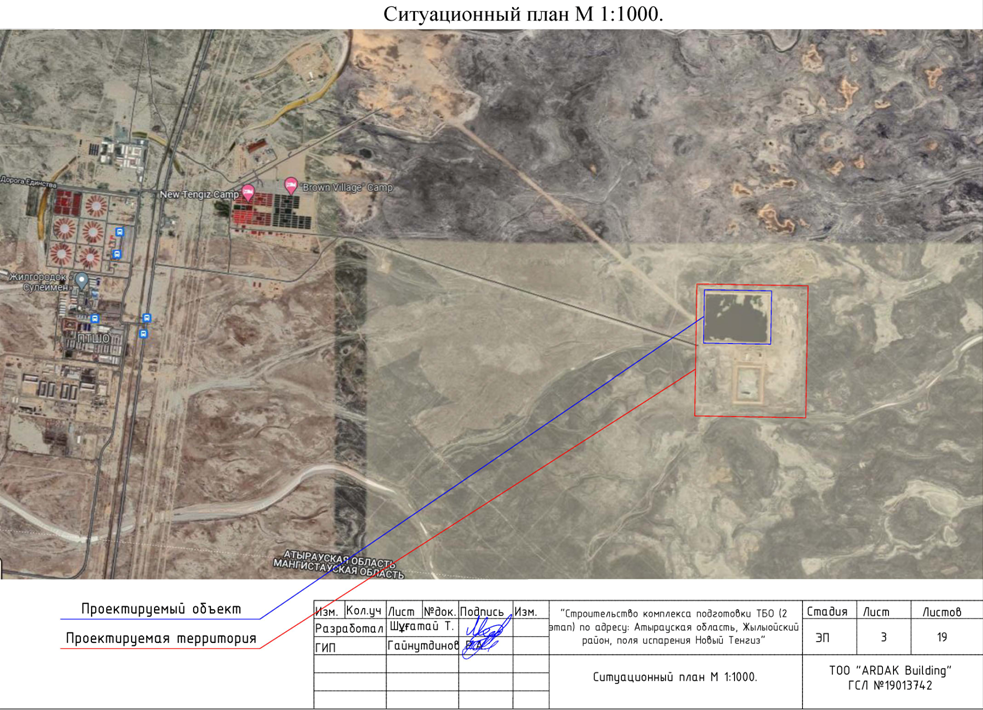 Ситуационный план М 1:1000.
Дорога Единства
New Tengiz Camp
Brown Village' Camp
Жилгородок
Сулеймен
ПТШО
АТЫРАУСКАЯ ОБЛАСТЬ
МАНГИСТАУСКАЯ ОБЛАСТЬ
Проектируемый объект
Проектируемая территория
Изм. Кол.уч Лист №док. Подпись Изм.
Разработал Шұғатай Т.
ГИП Гайнутдинов
"Строительство комплекса подготовки ТБО (2
этап) по адресу: Атырауская область, Жылыойский
район, поля испарения Новый Тенгиз"
Стадия Лист Листов
ЭП 3 19
Ситуационный план М 1:1000.
ТОО "ARDAK Building"
ГСЛ №19013742